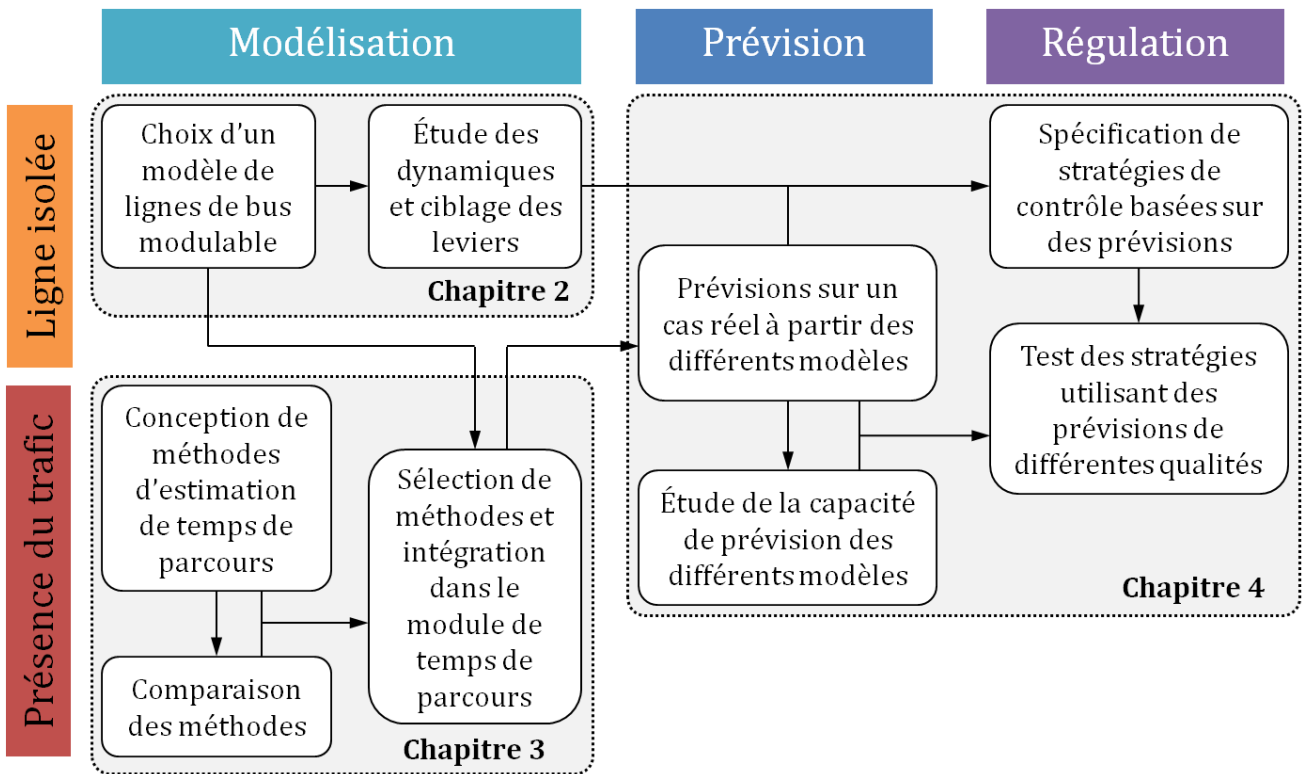 Modélisation
Prévision
Régulation
Ligne isolée
Choix d'un
modèle de
lignes de bus
modulable
Étude des
dynamiques
et ciblage des
leviers
Chapitre 2
Spécification de
stratégies de
contrôle basées sur
des prévisions
Prévisions sur un
cas réel à partir des
différents modèles
Test des stratégies
utilisant des
prévisions de
différentes qualités
Étude de la capacité
de prévision des
différents modèles
Chapitre 4
Présence du trafic
Conception de
méthodes
d'estimation
de temps de
parcours
Comparaison
des méthodes
Sélection de
méthodes et
intégration
dans le
module de
temps de
parcours
Chapitre 3